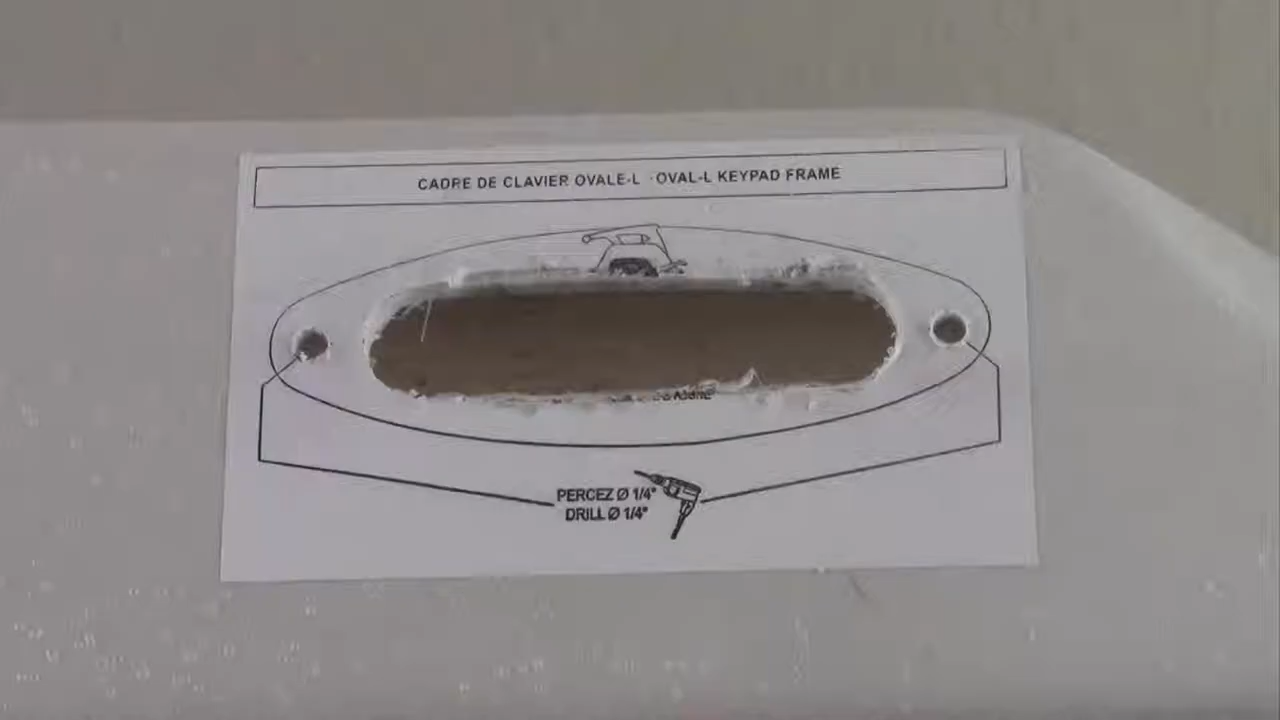 CADRE DE CLAVIER OVALE-L - OVAL-L KEYPAD FRAME
PERCEZ Ø 1/4"
DRILL Ø 1/4"